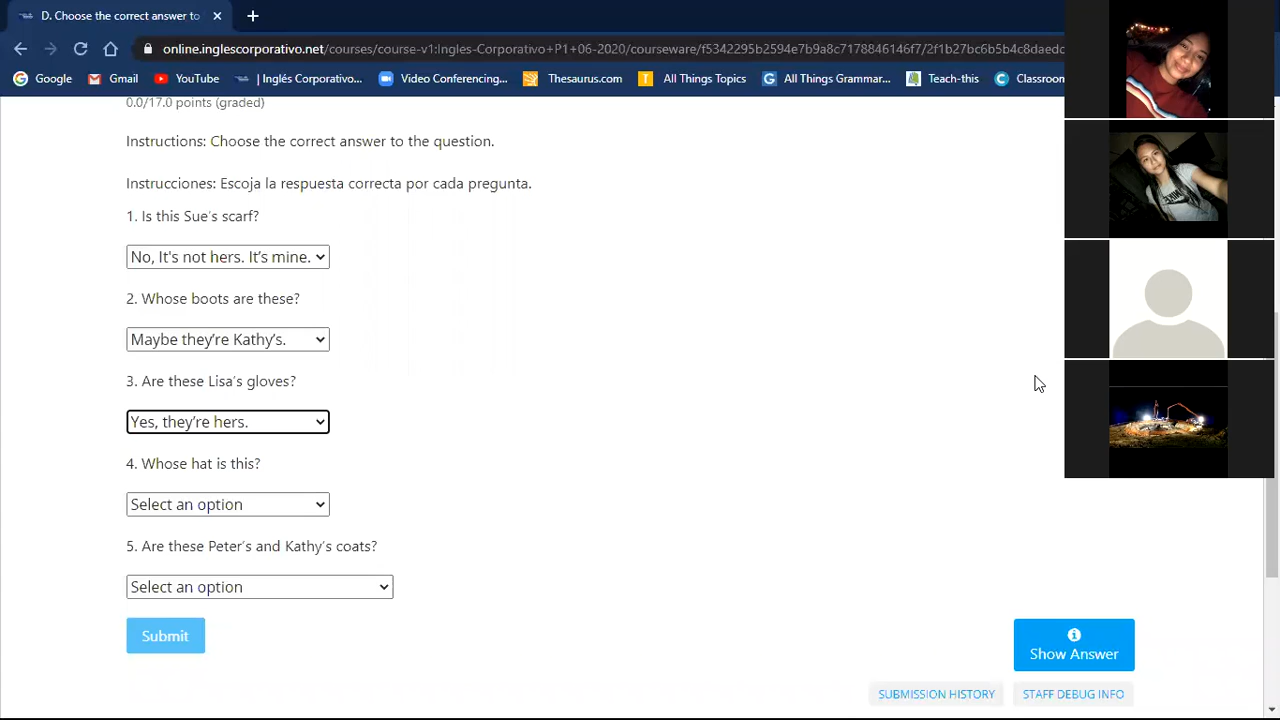 D. Choose the correct answer to
online.inglescorporativo.net/courses/course-v1:Ingles-Corporativo+P1+06-2020/courseware/f5342295b2594e7b9a8c7178846146f7/2f1b27bc6b5b4c8daedc
Google Gmail YouTube | Inglés Corporativo... Video Conferencing... Thesaurus.com All Things Topics All Things Grammar... Teach-this Classroom
0.0/17.0 points (graded)
Instructions: Choose the correct answer to the question.
Instrucciones: Escoja la respuesta correcta por cada pregunta.
1. Is this Sue’s scarf?
No, It's not hers. It’s mine.
2. Whose boots are these?
Maybe they’re Kathy’s.
3. Are these Lisa’s gloves?
Yes, they’re hers.
4. Whose hat is this?
Select an option
5. Are these Peter’s and Kathy’s coats?
Select an option
Submit
Show Answer
SUBMISSION HISTORY STAFF DEBUG INFO